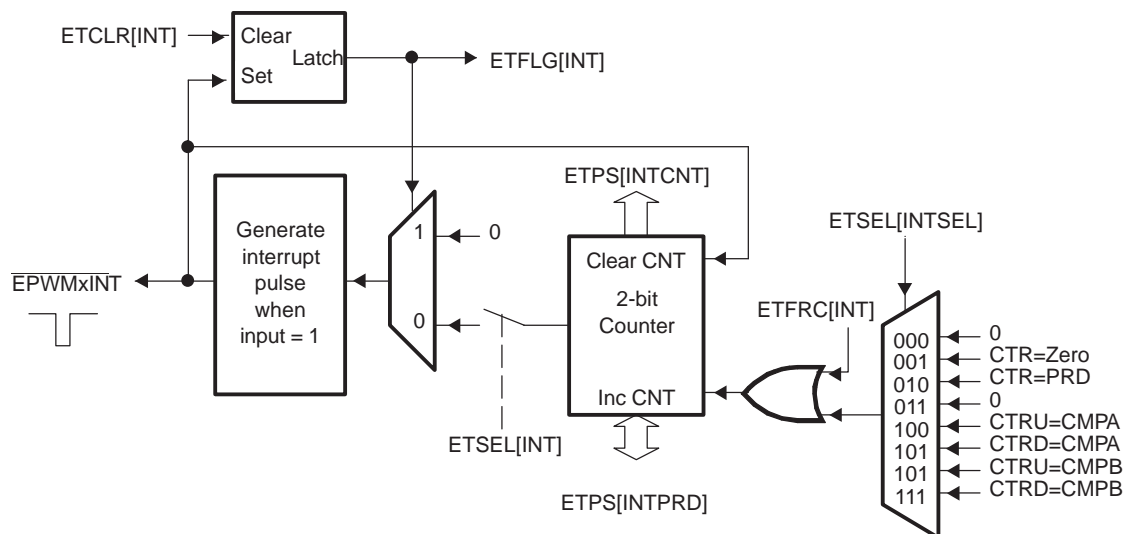 ETCLR[INT]
Clear
Latch
Set
ETFLG[INT]
ETPS[INTCNT]
ETSEL[INTSEL]
Generate
interrupt
pulse
when
input = 1
1
0
0
EPWMxINT
Clear CNT
2-bit
Counter
Inc CNT
ETFRC[INT]
ETSEL[INT]
ETPS[INTPRD]
000
0
001
CTR=Zero
010
CTR=PRD
011
0
100
CTRU=CMPA
101
CTRD=CMPA
101
CTRU=CMPB
111
CTRD=CMPB